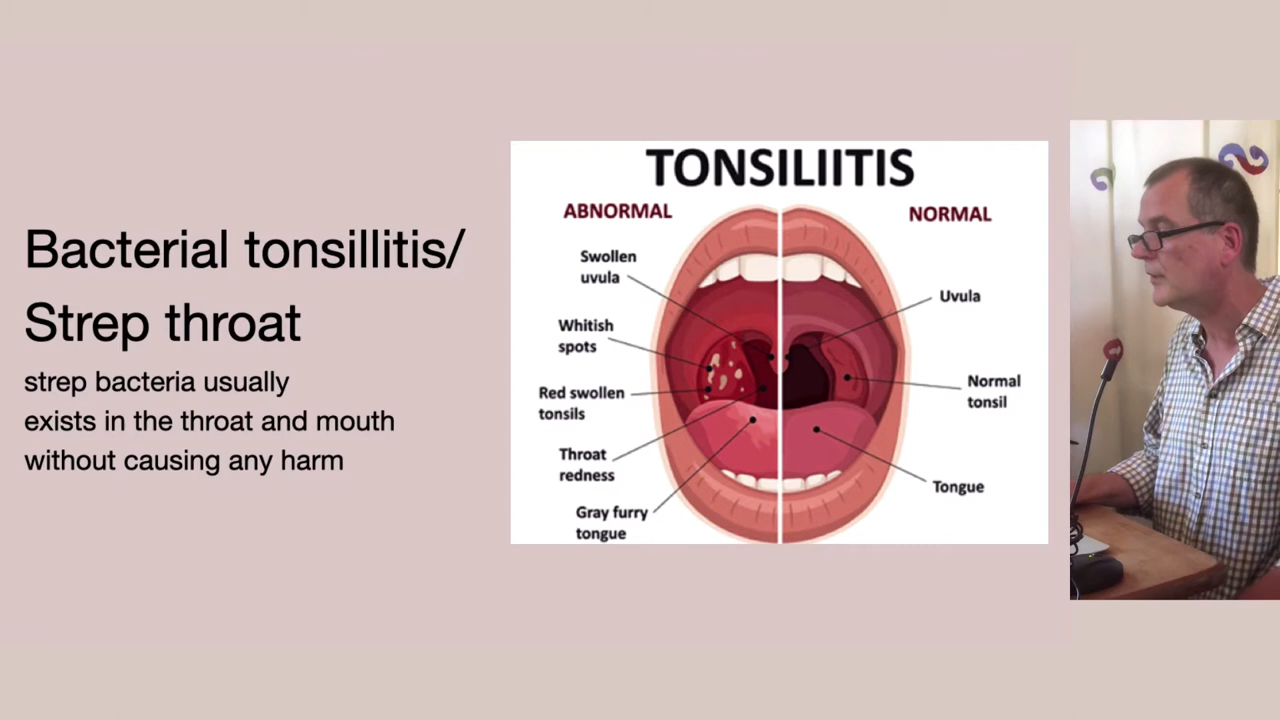 Bacterial tonsillitis/
Strep throat
strep bacteria usually
exists in the throat and mouth
without causing any harm
TONSILIITIS
ABNORMAL
NORMAL
Swollen
uvula
Whitish
spots
Red swollen
tonsils
Throat
redness
Gray furry
tongue
Uvula
Normal
tonsil
Tongue